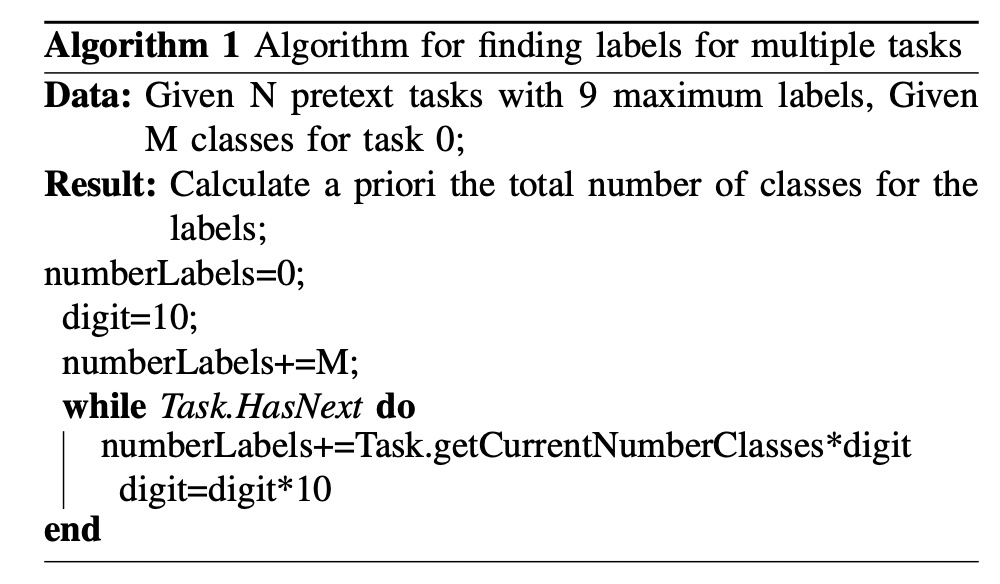 Algorithm 1 Algorithm for finding labels for multiple tasks
Data: Given N pretext tasks with 9 maximum labels, Given
M classes for task 0;
Result: Calculate a priori the total number of classes for the
labels;
numberLabels=0;
digit=10;
numberLabels+=M;
while Task.HasNext do
numberLabels+=Task.getCurrentNumberClasses*digit
digit=digit*10
end